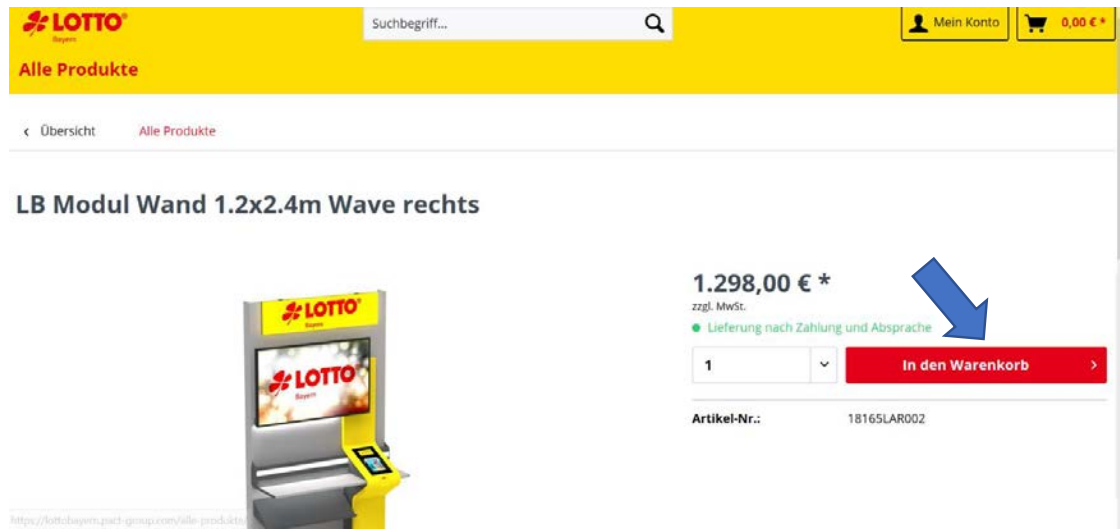 LOTTO
Bayern
Suchbegriff...
Mein Konto
0,00 € *
Alle Produkte
‹ Übersicht
Alle Produkte
LB Modul Wand 1.2x2.4m Wave rechts
LOTTO
Bayern
LOTTO
Bayern
1.298,00 € *
zzgl. MwSt.
Lieferung nach Zahlung und Absprache
1
In den Warenkorb
Artikel-Nr.: 18165LAR002
https://lottobayern.pact-group.com/alle-produkte/